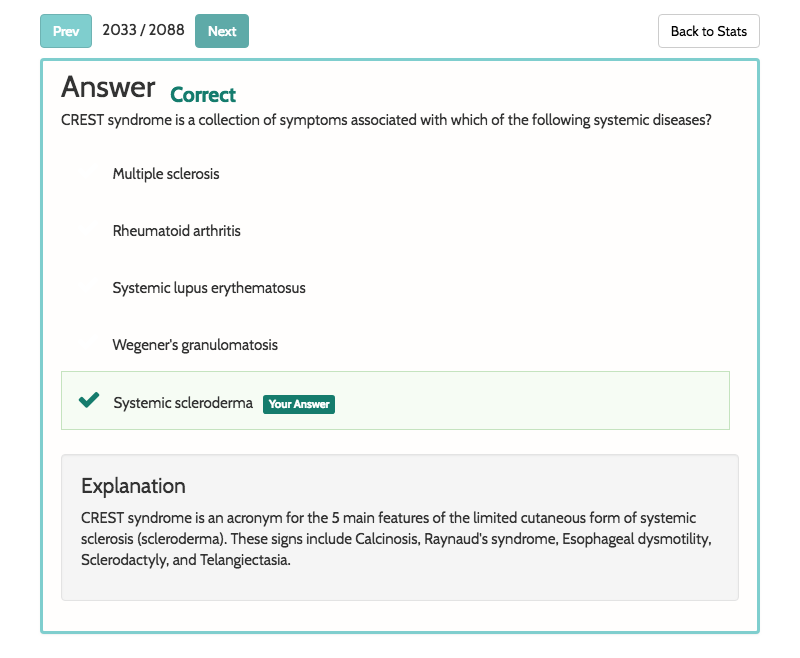 Prev 2033 / 2088 Next Back to Stats
Answer Correct
CREST syndrome is a collection of symptoms associated with which of the following systemic diseases?
Multiple sclerosis
Rheumatoid arthritis
Systemic lupus erythematosus
Wegener's granulomatosis
Systemic scleroderma Your Answer
Explanation
CREST syndrome is an acronym for the 5 main features of the limited cutaneous form of systemic
sclerosis (scleroderma). These signs include Calcinosis, Raynaud's syndrome, Esophageal dysmotility,
Sclerodactyly, and Telangiectasia.